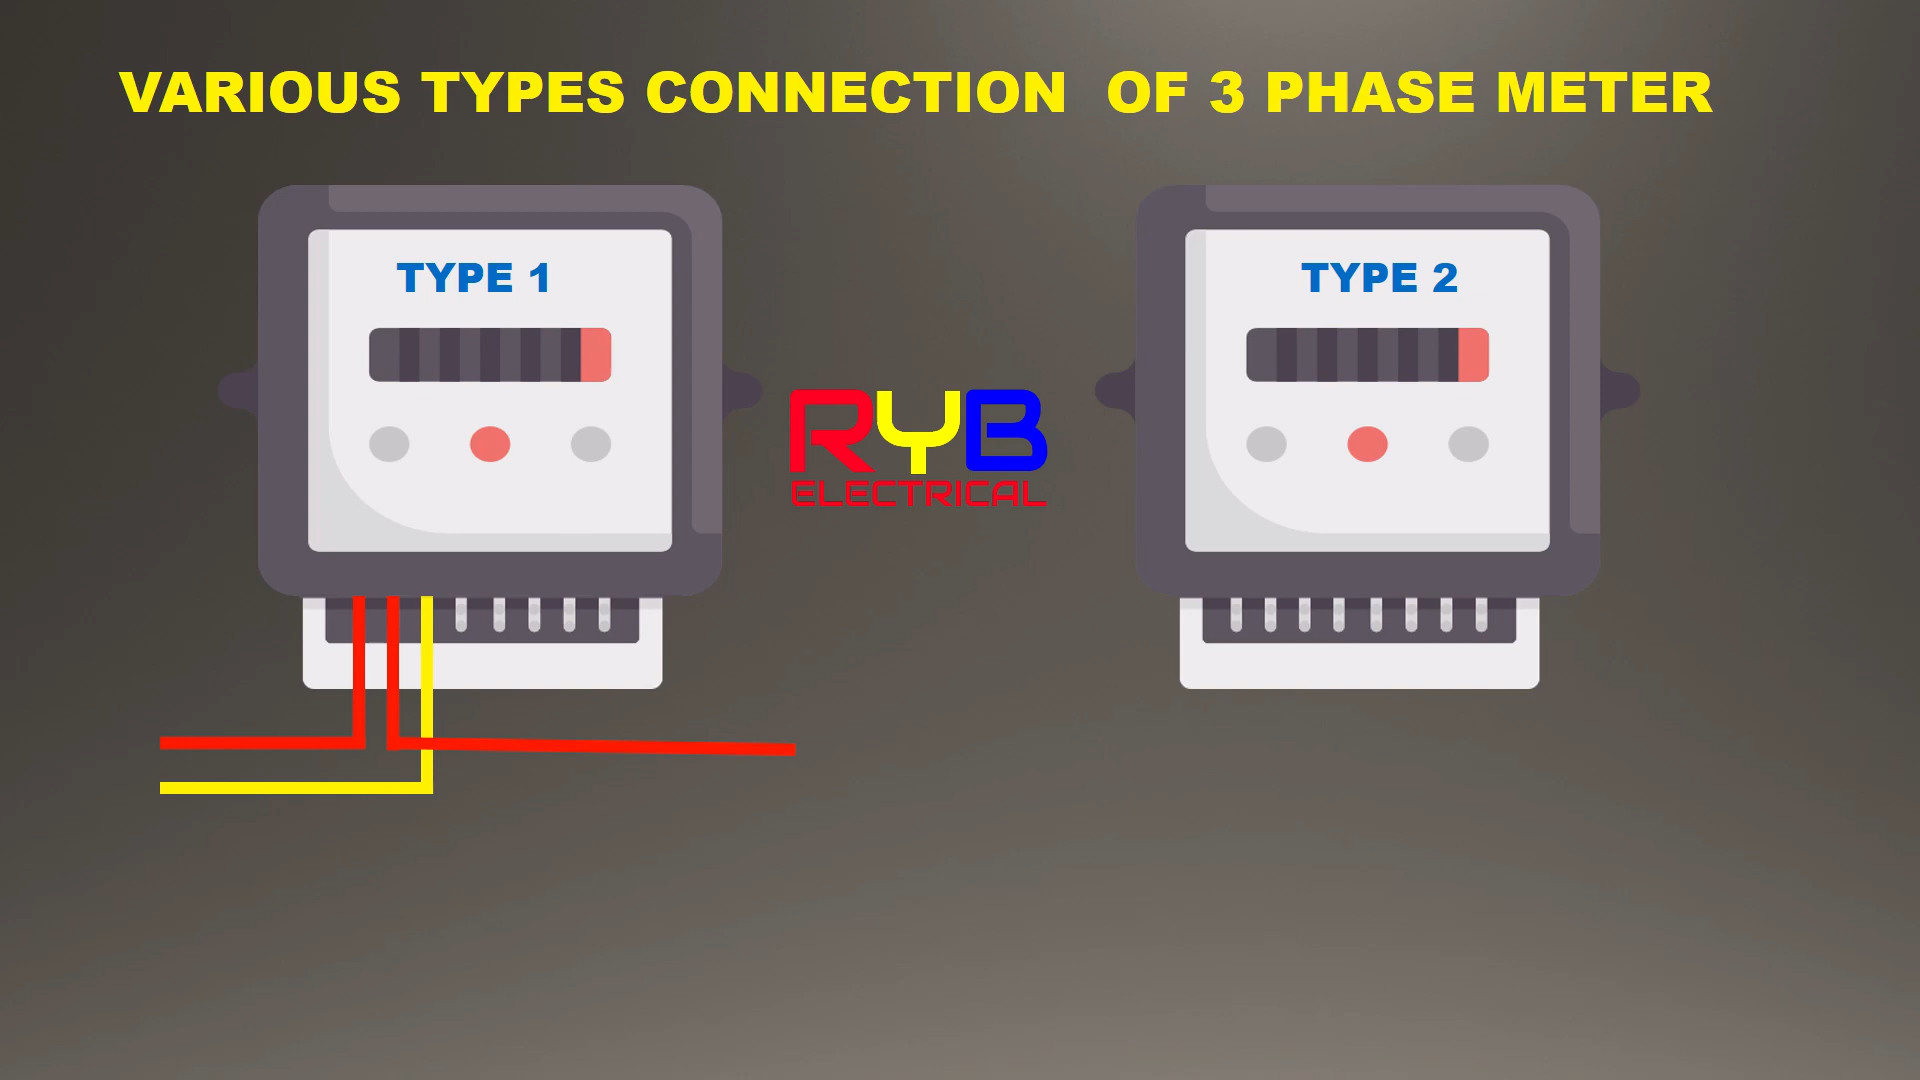 VARIOUS TYPES CONNECTION OF 3 PHASE METER
TYPE 1
TYPE 2
RYB
ELECTRICAL